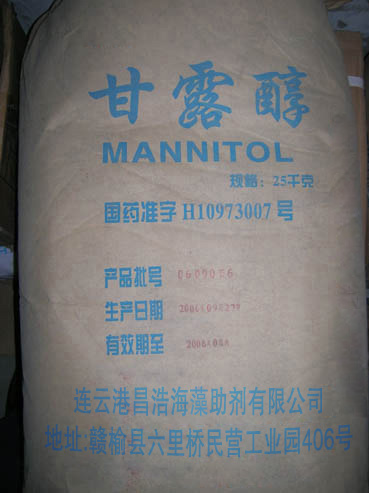 甘露醇
MANNITOL
规格：25千克
国药准字 H10973007 号
产品批号
生产日期
有效期至
连云港昌浩海藻助剂有限公司
地址:赣榆县六里桥民营工业园406号